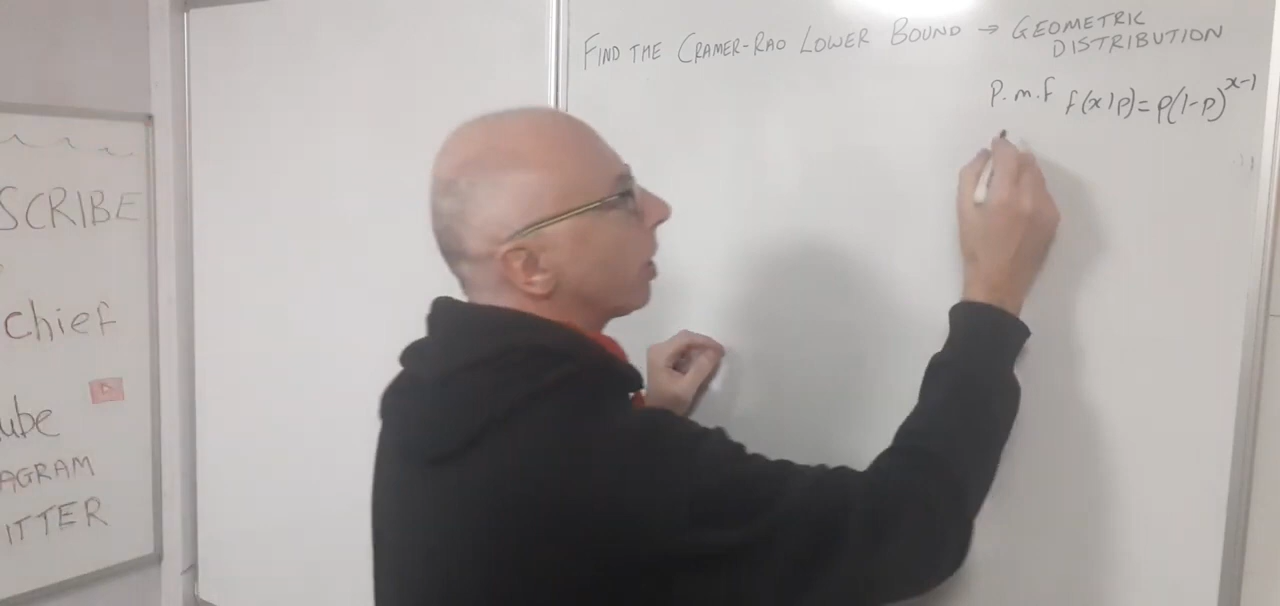 FIND THE CRAMER-RAO LOWER BOUND → GEOMETRIC
DISTRIBUTION
P.m.f f(x|p)=p(1-p)^{x-1}
SCRIBE
chief
ube
AGRAM
ITTER